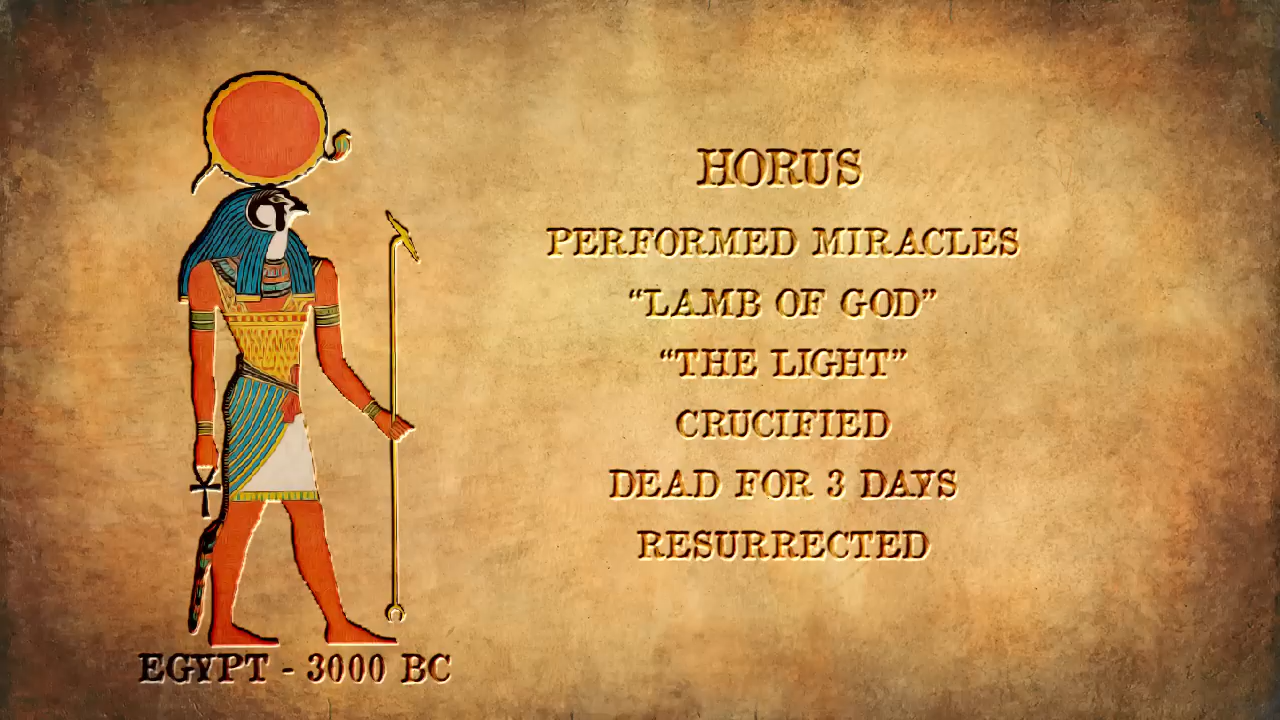 HORUS
PERFORMED MIRACLES
“LAMB OF GOD”
“THE LIGHT”
CRUCIFIED
DEAD FOR 3 DAYS
RESURRECTED
EGYPT - 3000 BC